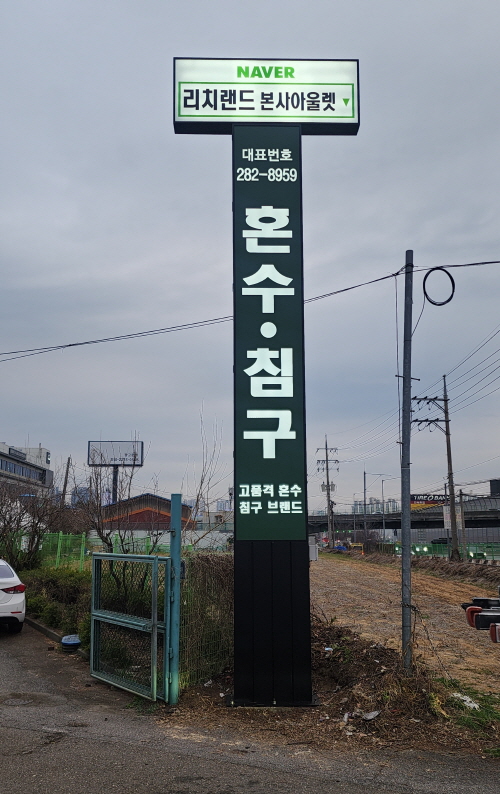 NAVER
리치랜드 본사아울렛
대표번호
282-8959
혼수·침구
고품격 혼수
침구 브랜드